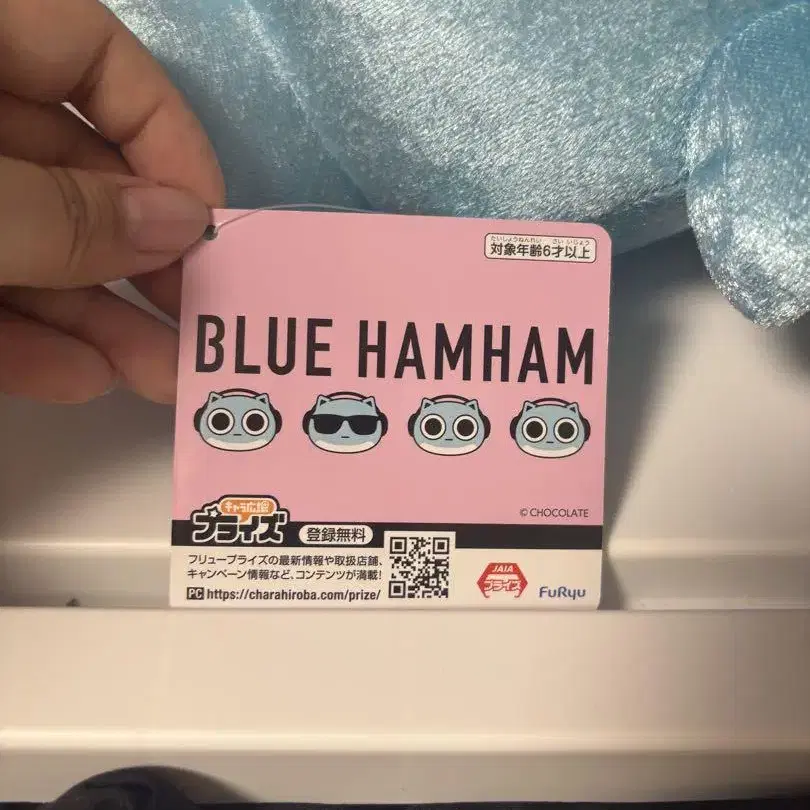 たいしょうねんれい さい いじょう
対象年齢6才以上
BLUE HAMHAM
© CHOCOLATE
キャラ広場
プライズ
登録無料
フリュープライズの最新情報や取扱店舗、
キャンペーン情報など、コンテンツが満載!
PC https://charahiroba.com/prize/
JAIA
プライズ
FuRyu